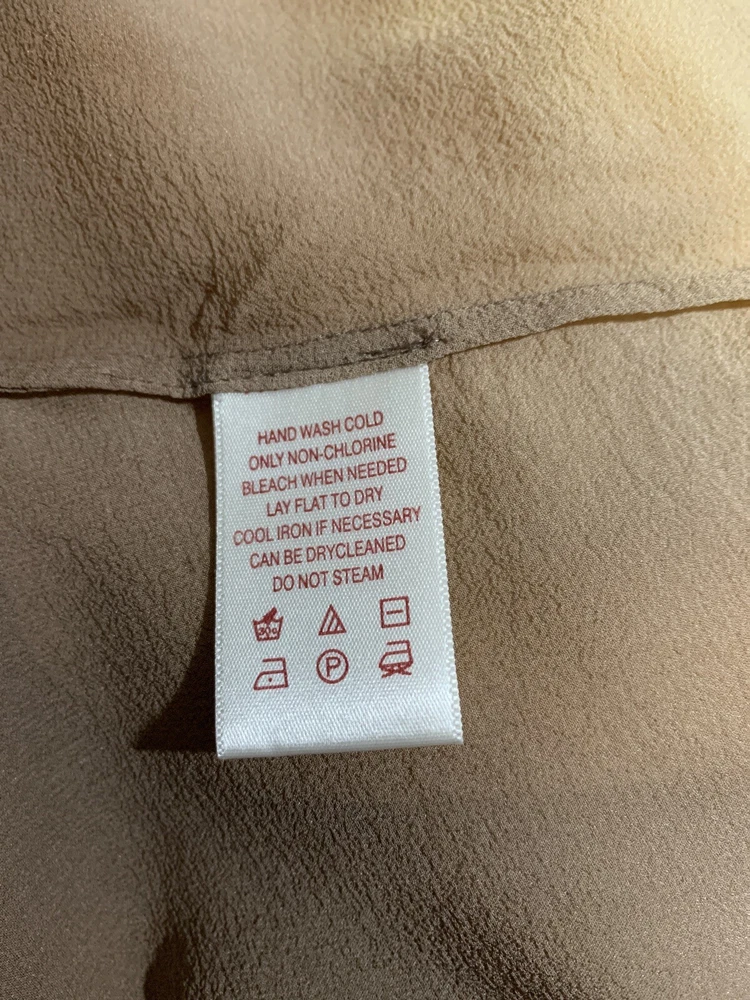 HAND WASH COLD
ONLY NON-CHLORINE
BLEACH WHEN NEEDED
LAY FLAT TO DRY
COOL IRON IF NECESSARY
CAN BE DRYCLEANED
DO NOT STEAM
30c
P